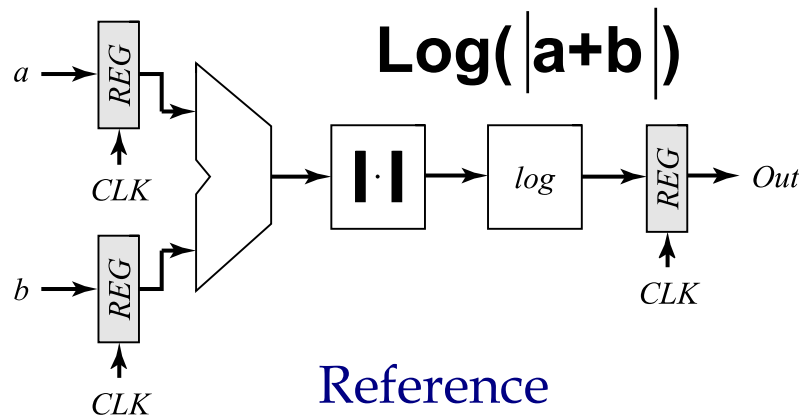 Log(|a+b|)
a
REG
CLK
|·|
log
REG
Out
CLK
b
REG
CLK
Reference